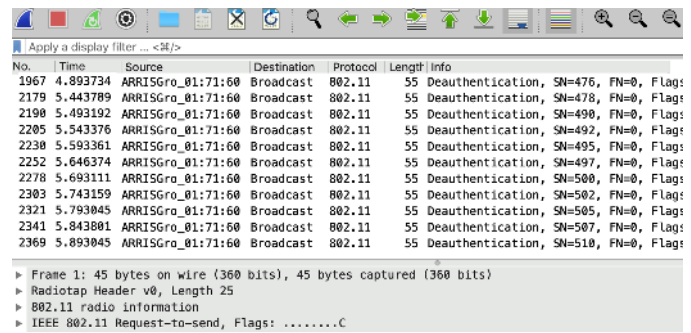 Apply a display filter ... <⌘/>
No. Time Source Destination Protocol Length Info
1967 4.893734 ARRISGro_01:71:60 Broadcast 802.11 55 Deauthentication, SN=476, FN=0, Flags
2179 5.443789 ARRISGro_01:71:60 Broadcast 802.11 55 Deauthentication, SN=478, FN=0, Flags
2190 5.493192 ARRISGro_01:71:60 Broadcast 802.11 55 Deauthentication, SN=490, FN=0, Flags
2205 5.543376 ARRISGro_01:71:60 Broadcast 802.11 55 Deauthentication, SN=492, FN=0, Flags
2230 5.593361 ARRISGro_01:71:60 Broadcast 802.11 55 Deauthentication, SN=495, FN=0, Flags
2252 5.646374 ARRISGro_01:71:60 Broadcast 802.11 55 Deauthentication, SN=497, FN=0, Flags
2278 5.693111 ARRISGro_01:71:60 Broadcast 802.11 55 Deauthentication, SN=500, FN=0, Flags
2303 5.743159 ARRISGro_01:71:60 Broadcast 802.11 55 Deauthentication, SN=502, FN=0, Flags
2321 5.793045 ARRISGro_01:71:60 Broadcast 802.11 55 Deauthentication, SN=505, FN=0, Flags
2341 5.843801 ARRISGro_01:71:60 Broadcast 802.11 55 Deauthentication, SN=507, FN=0, Flags
2369 5.893045 ARRISGro_01:71:60 Broadcast 802.11 55 Deauthentication, SN=510, FN=0, Flags
Frame 1: 45 bytes on wire (360 bits), 45 bytes captured (360 bits)
Radiotap Header v0, Length 25
802.11 radio information
IEEE 802.11 Request-to-send, Flags: ........C